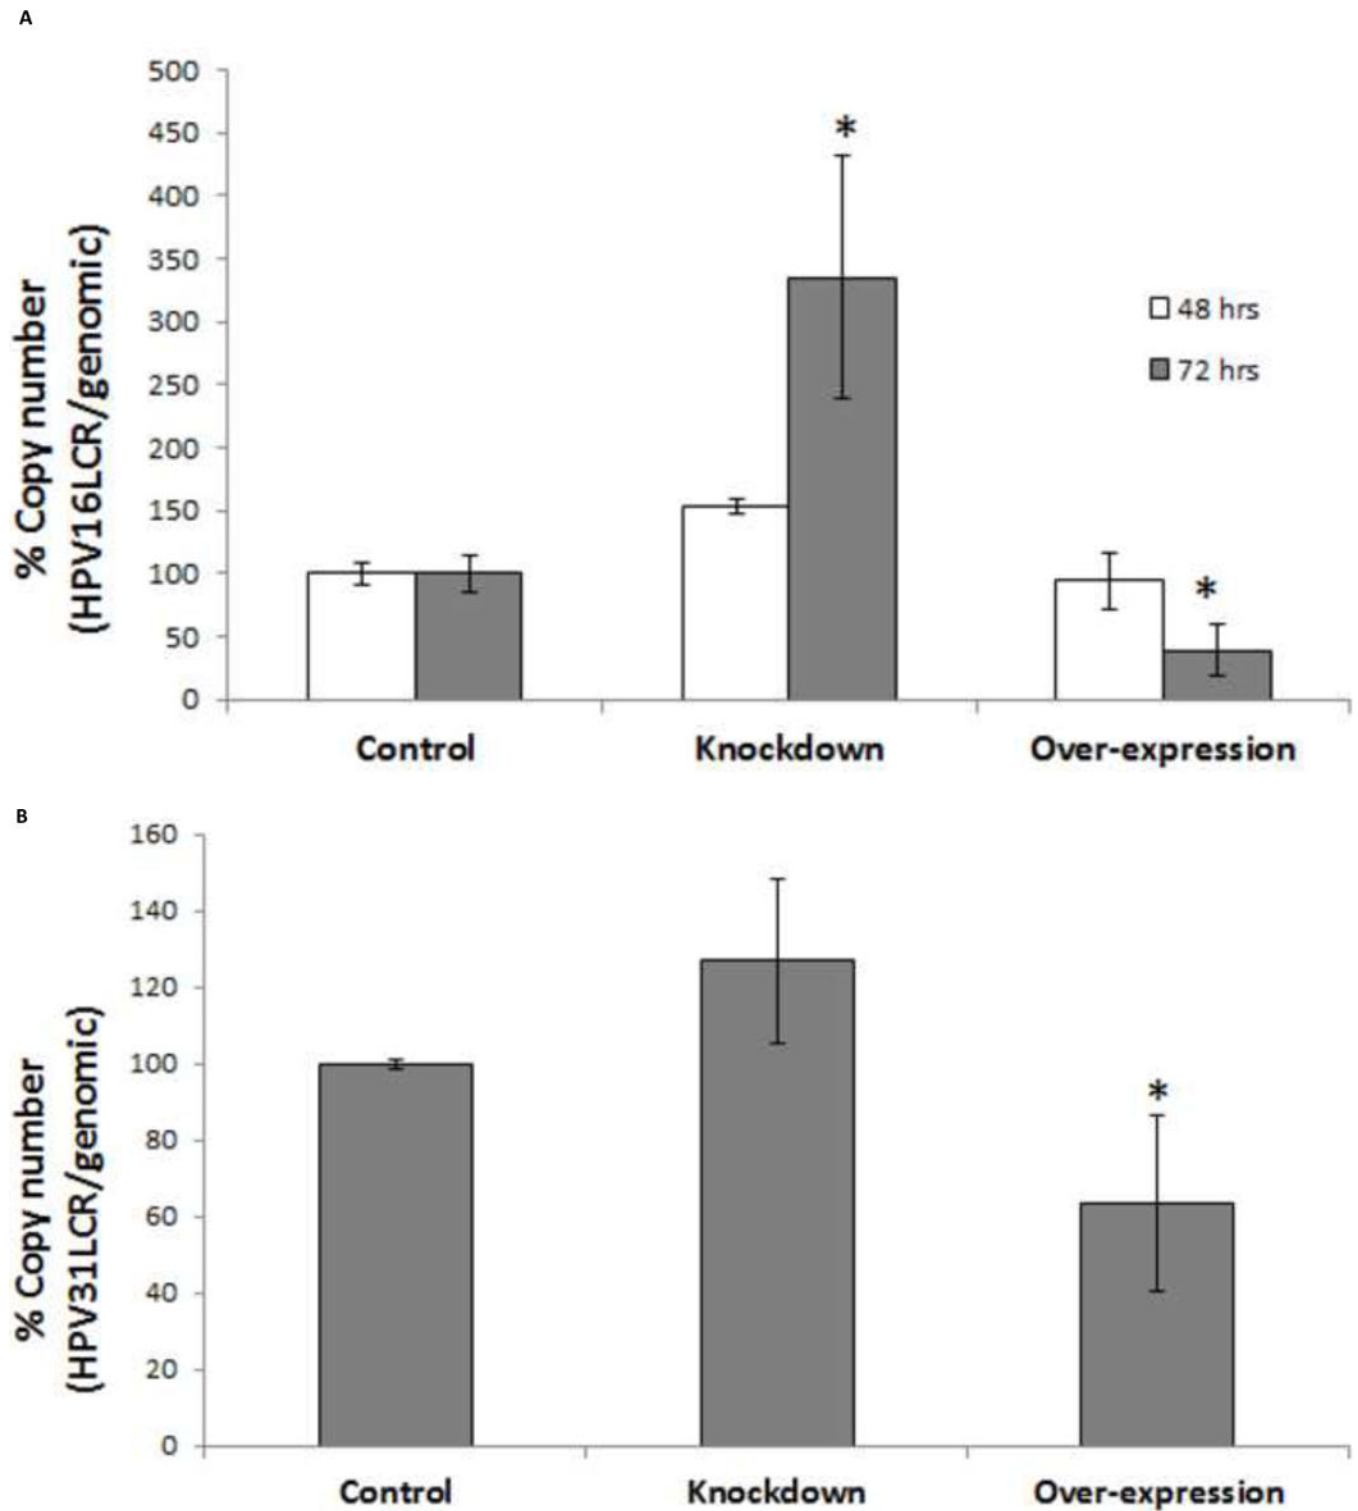 A
% Copy number
(HPV16LCR/genomic)
500
450
400
350
300
250
200
150
100
50
0
*
*
48 hrs
72 hrs
Control Knockdown Over-expression
B
% Copy number
(HPV31LCR/genomic)
160
140
120
100
80
60
40
20
0
*
Control Knockdown Over-expression